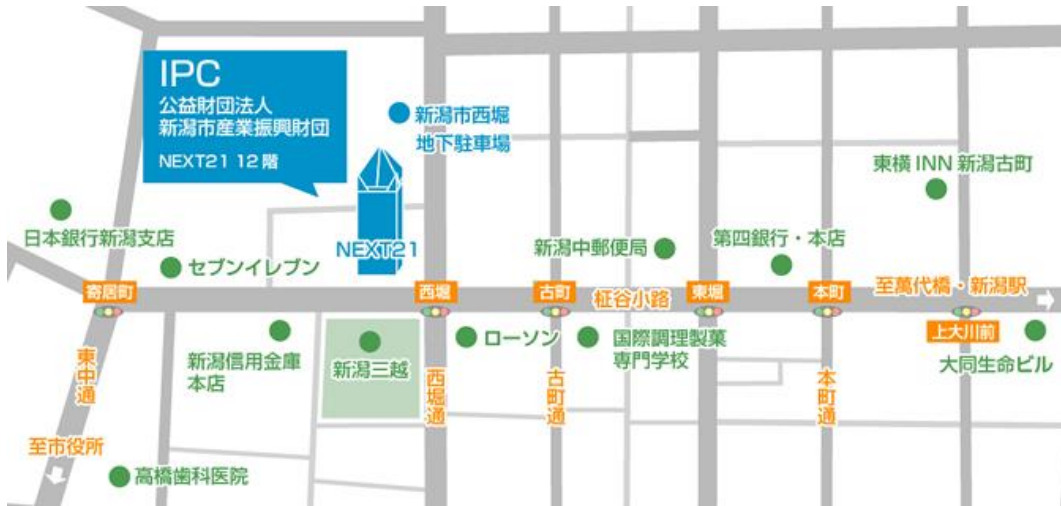 IPC
公益財団法人
新潟市産業振興財団
NEXT21 12階
新潟市西堀
地下駐車場
東横INN 新潟古町
日本銀行新潟支店
セブンイレブン
NEXT21
新潟中郵便局
第四銀行・本店
寄居町
西堀
古町
柾谷小路
東堀
本町
至萬代橋・新潟駅
上大川前
新潟信用金庫
本店
新潟三越
ローソン
国際調理製菓
専門学校
大同生命ビル
東中通
西堀通
古町通
本町通
至市役所
高橋歯科医院